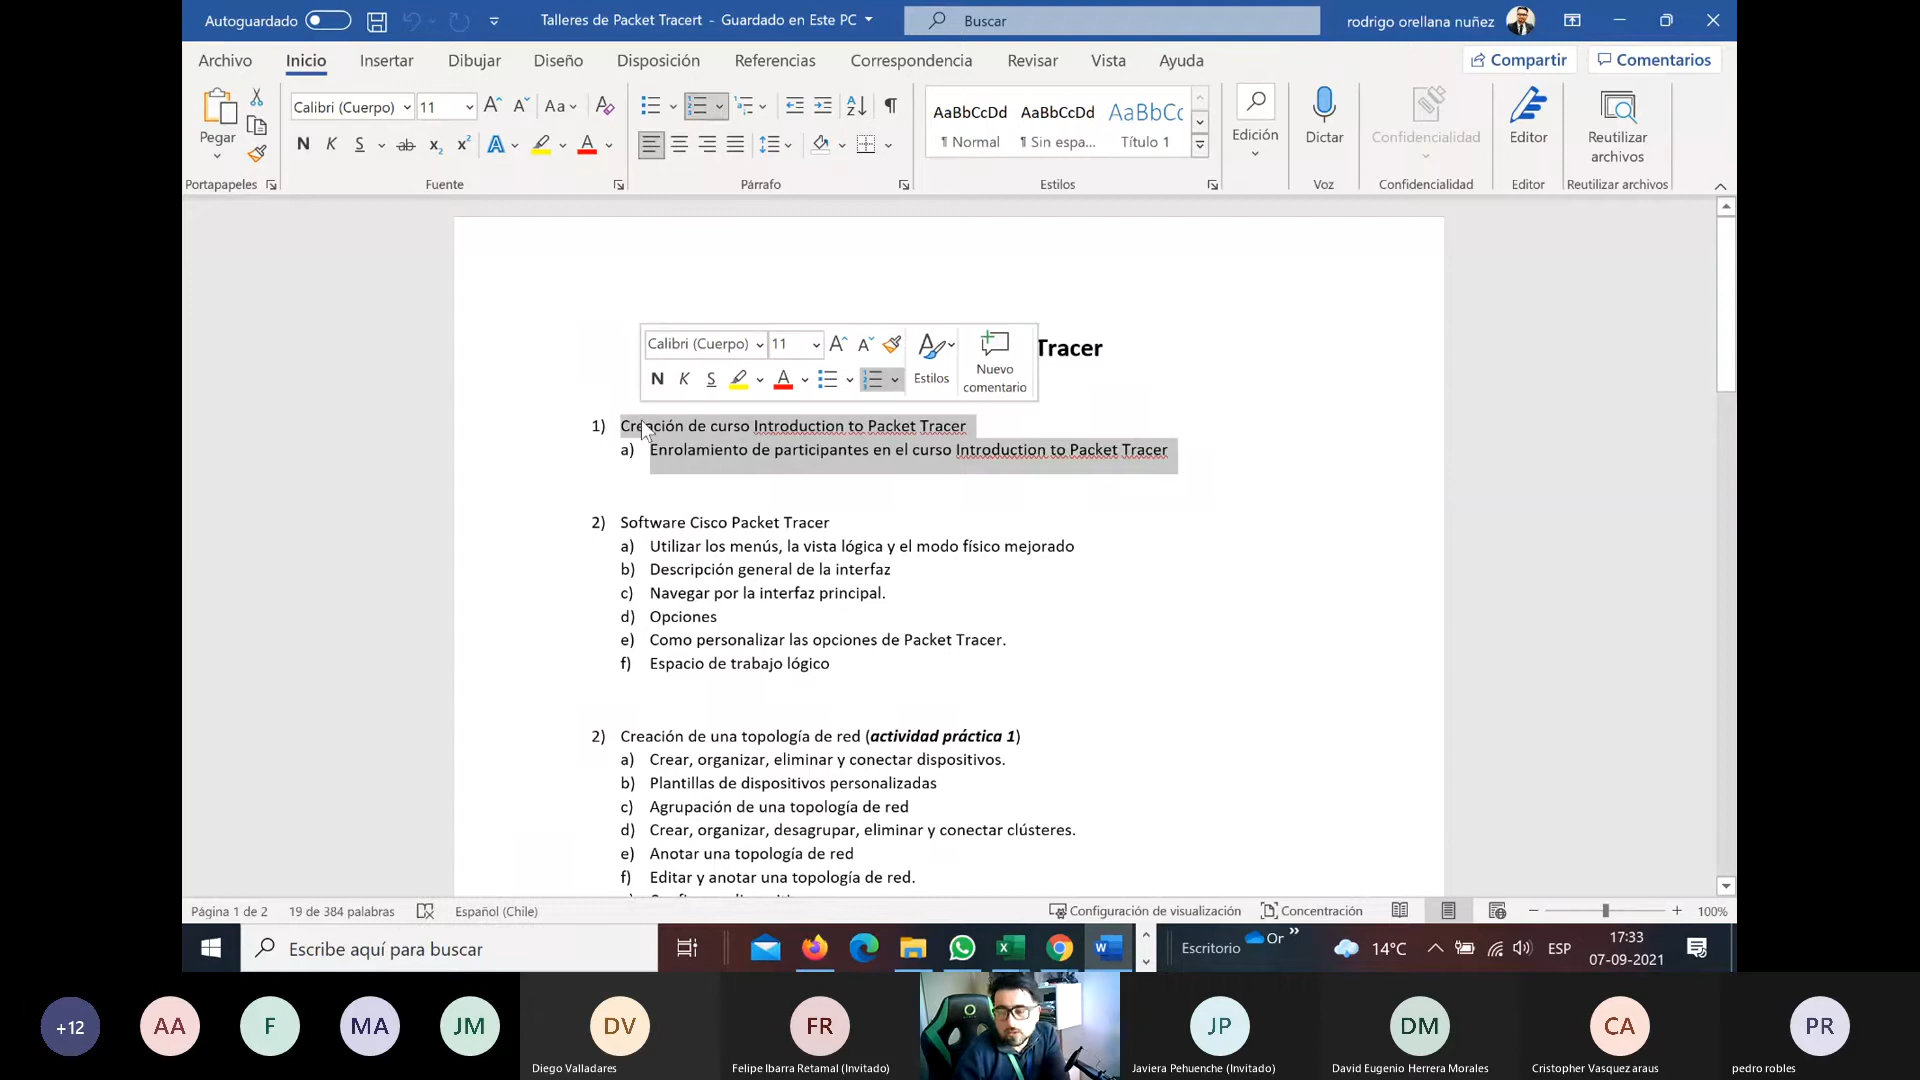 Autoguardado
Talleres de Packet Tracert - Guardado en Este PC
Buscar
rodrigo orellana nuñez
Archivo Inicio Insertar Dibujar Diseño Disposición Referencias Correspondencia Revisar Vista Ayuda
Compartir Comentarios
Pegar
Calibri (Cuerpo) 11
N K S ab x₂ x²
AaBbCcDd AaBbCcDd AaBbCc
¶ Normal ¶ Sin espa... Título 1
Edición
Dictar
Confidencialidad
Editor
Reutilizar
archivos
Portapapeles Fuente Párrafo Estilos Voz Confidencialidad Editor Reutilizar archivos
Tracer
Calibri (Cuerpo) 11
N K S
Estilos
Nuevo
comentario
1) Creación de curso Introduction to Packet Tracer
a) Enrolamiento de participantes en el curso Introduction to Packet Tracer
2) Software Cisco Packet Tracer
a) Utilizar los menús, la vista lógica y el modo físico mejorado
b) Descripción general de la interfaz
c) Navegar por la interfaz principal.
d) Opciones
e) Como personalizar las opciones de Packet Tracer.
f) Espacio de trabajo lógico
2) Creación de una topología de red (actividad práctica 1)
a) Crear, organizar, eliminar y conectar dispositivos.
b) Plantillas de dispositivos personalizadas
c) Agrupación de una topología de red
d) Crear, organizar, desagrupar, eliminar y conectar clústeres.
e) Anotar una topología de red
f) Editar y anotar una topología de red.
Página 1 de 2 19 de 384 palabras Español (Chile)
Configuración de visualización Concentración 100%
Escribe aquí para buscar
Escritorio Or » 14°C ESP
17:33
07-09-2021
+12 AA F MA JM DV FR JP DM CA PR
Diego Valladares
Felipe Ibarra Retamal (Invitado)
Javiera Pehuenche (Invitado)
David Eugenio Herrera Morales
Cristopher Vasquez araus
pedro robles